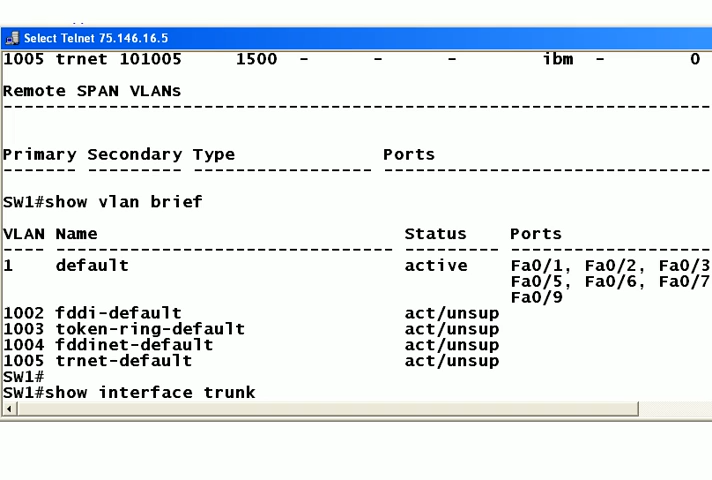 Select Telnet 75.146.16.5
1005 trnet 101005 1500 - - - ibm - 0
Remote SPAN VLANs
------------------------------------------------------------------
Primary Secondary Type Ports
------- --------- ----------------- -------------------------------
SW1#show vlan brief
VLAN Name Status Ports
---- -------------------------------- --------- -------------------
1 default active Fa0/1, Fa0/2, Fa0/3
Fa0/5, Fa0/6, Fa0/7
Fa0/9
1002 fddi-default act/unsup
1003 token-ring-default act/unsup
1004 fddinet-default act/unsup
1005 trnet-default act/unsup
SW1#
SW1#show interface trunk